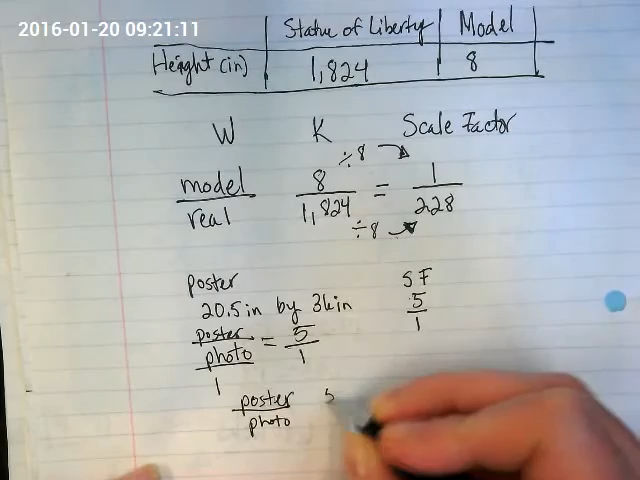 2016-01-20 09:21:11
Statue of Liberty Model
Height (in) 1,824 8
W K Scale Factor
÷8
model 8 = 1
real 1,824 228
÷8
poster SF
20.5 in by 36 in 5
1
poster = 5
photo 1
1
poster 5
photo